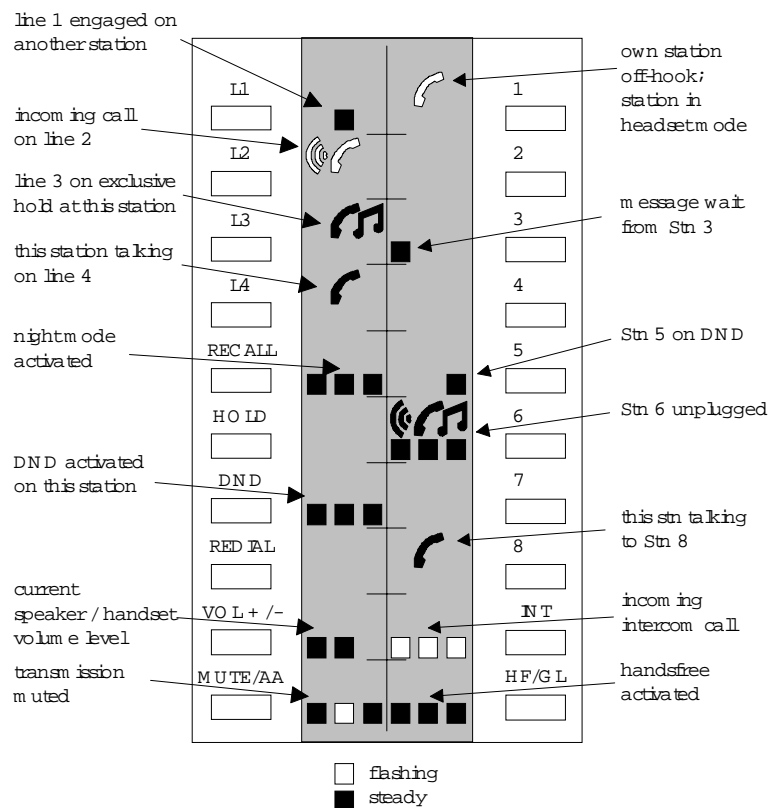 line 1 engaged on
another station
incoming call
on line 2
line 3 on exclusive
hold at this station
this station talking
on line 4
night mode
activated
DND activated
on this station
current
speaker / handset
volume level
transmission
muted
L1
L2
L3
L4
RECALL
HOLD
DND
REDIAL
VOL + /-
MUTE/AA
1
2
3
4
5
6
7
8
INT
HF/GL
own station
off-hook;
station in
headset mode
message wait
from Stn 3
Stn 5 on DND
Stn 6 unplugged
this stn talking
to Stn 8
incoming
intercom call
handsfree
activated
flashing
steady